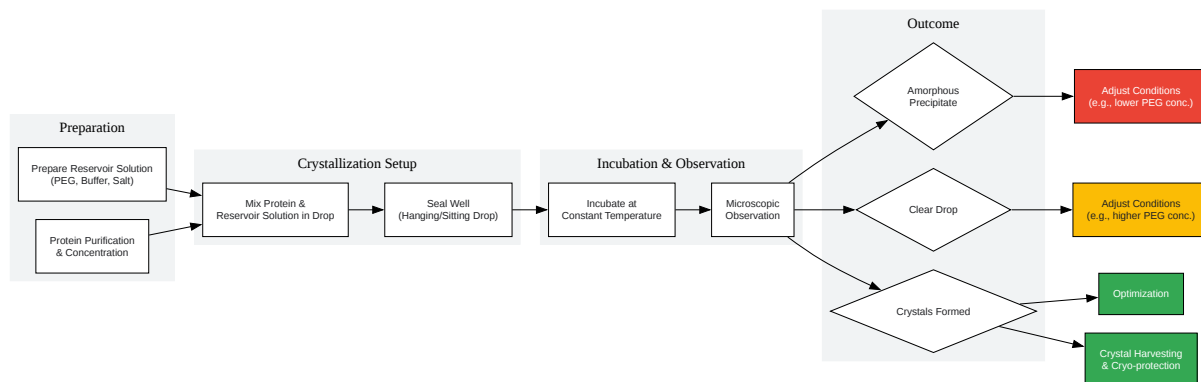 Preparation
Prepare Reservoir Solution
(PEG, Buffer, Salt)
Protein Purification
& Concentration
Crystallization Setup
Mix Protein &
Reservoir Solution in Drop
Seal Well
(Hanging/Sitting Drop)
Incubation & Observation
Incubate at
Constant Temperature
Microscopic
Observation
Outcome
Amorphous
Precipitate
Clear Drop
Crystals Formed
Adjust Conditions
(e.g., lower PEG conc.)
Adjust Conditions
(e.g., higher PEG conc.)
Optimization
Crystal Harvesting
& Cryo-protection